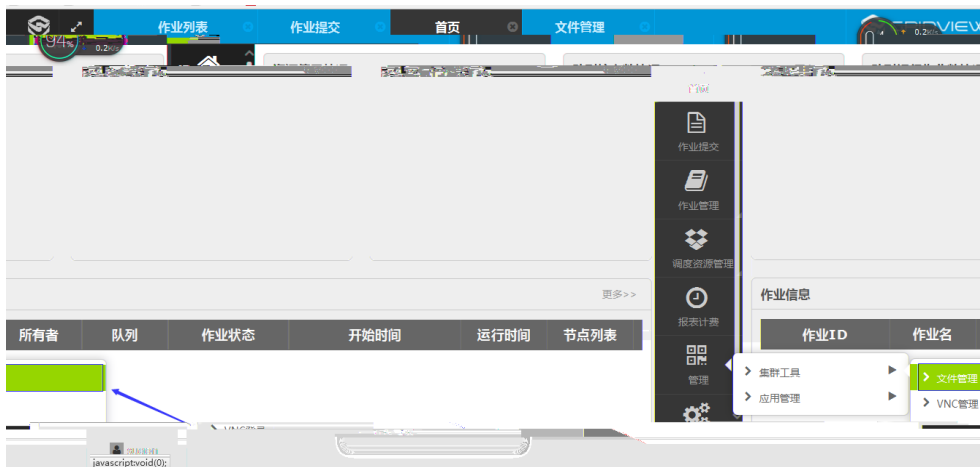 作业列表 作业提交 首页 文件管理
94%
0.2K/s
0.2K/s
作业提交
作业管理
调度资源管理
报表计费
管理
更多>>
所有者 队列 作业状态 开始时间 运行时间 节点列表
作业信息
作业ID 作业名
集群工具
应用管理
文件管理
VNC管理
javascript:void(0);